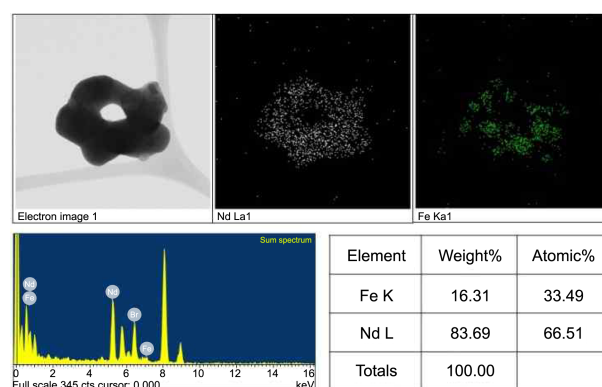 Electron image 1
Nd La1
Fe Ka1
Sum spectrum
Nd
Fe
Nd
Br
Fe
0 2 4 6 8 10 12 14 16
Full scale 345 cts cursor: 0.000 keV
Element Weight% Atomic%
Fe K 16.31 33.49
Nd L 83.69 66.51
Totals 100.00